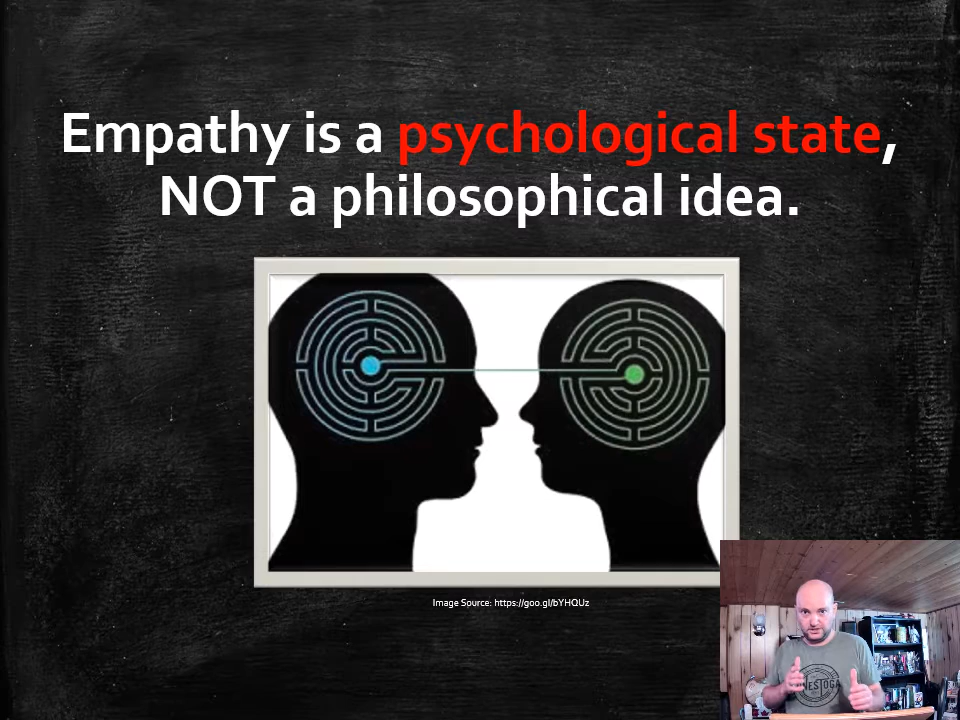 Empathy is a psychological state,
NOT a philosophical idea.
Image Source: https://goo.gl/bYHQUz